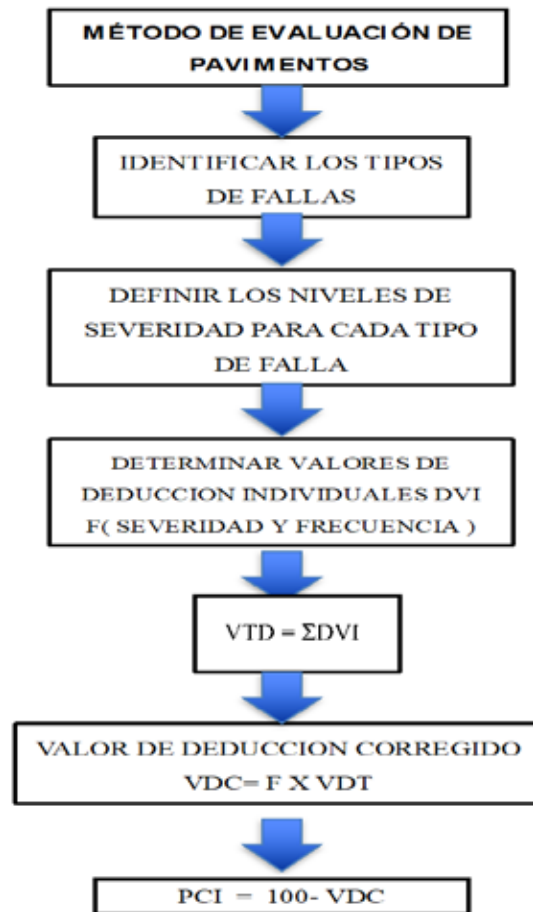 MÉTODO DE EVALUACIÓN DE
PAVIMENTOS
IDENTIFICAR LOS TIPOS
DE FALLAS
DEFINIR LOS NIVELES DE
SEVERIDAD PARA CADA TIPO
DE FALLA
DETERMINAR VALORES DE
DEDUCCION INDIVIDUALES DVI
F( SEVERIDAD Y FRECUENCIA )
VTD = ΣDVI
VALOR DE DEDUCCION CORREGIDO
VDC= F X VDT
PCI = 100- VDC